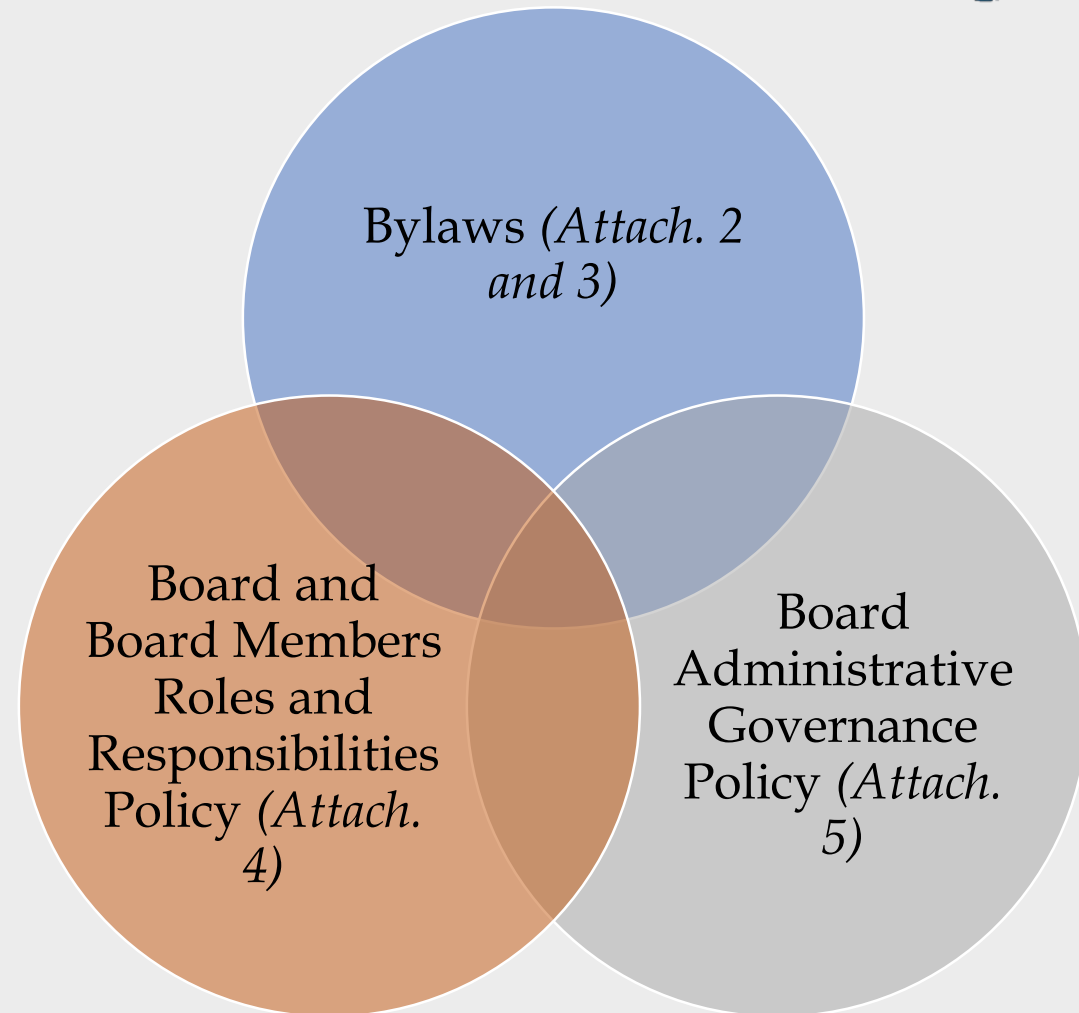 Bylaws (Attach. 2
and 3)
Board and
Board Members
Roles and
Responsibilities
Policy (Attach.
4)
Board
Administrative
Governance
Policy (Attach.
5)